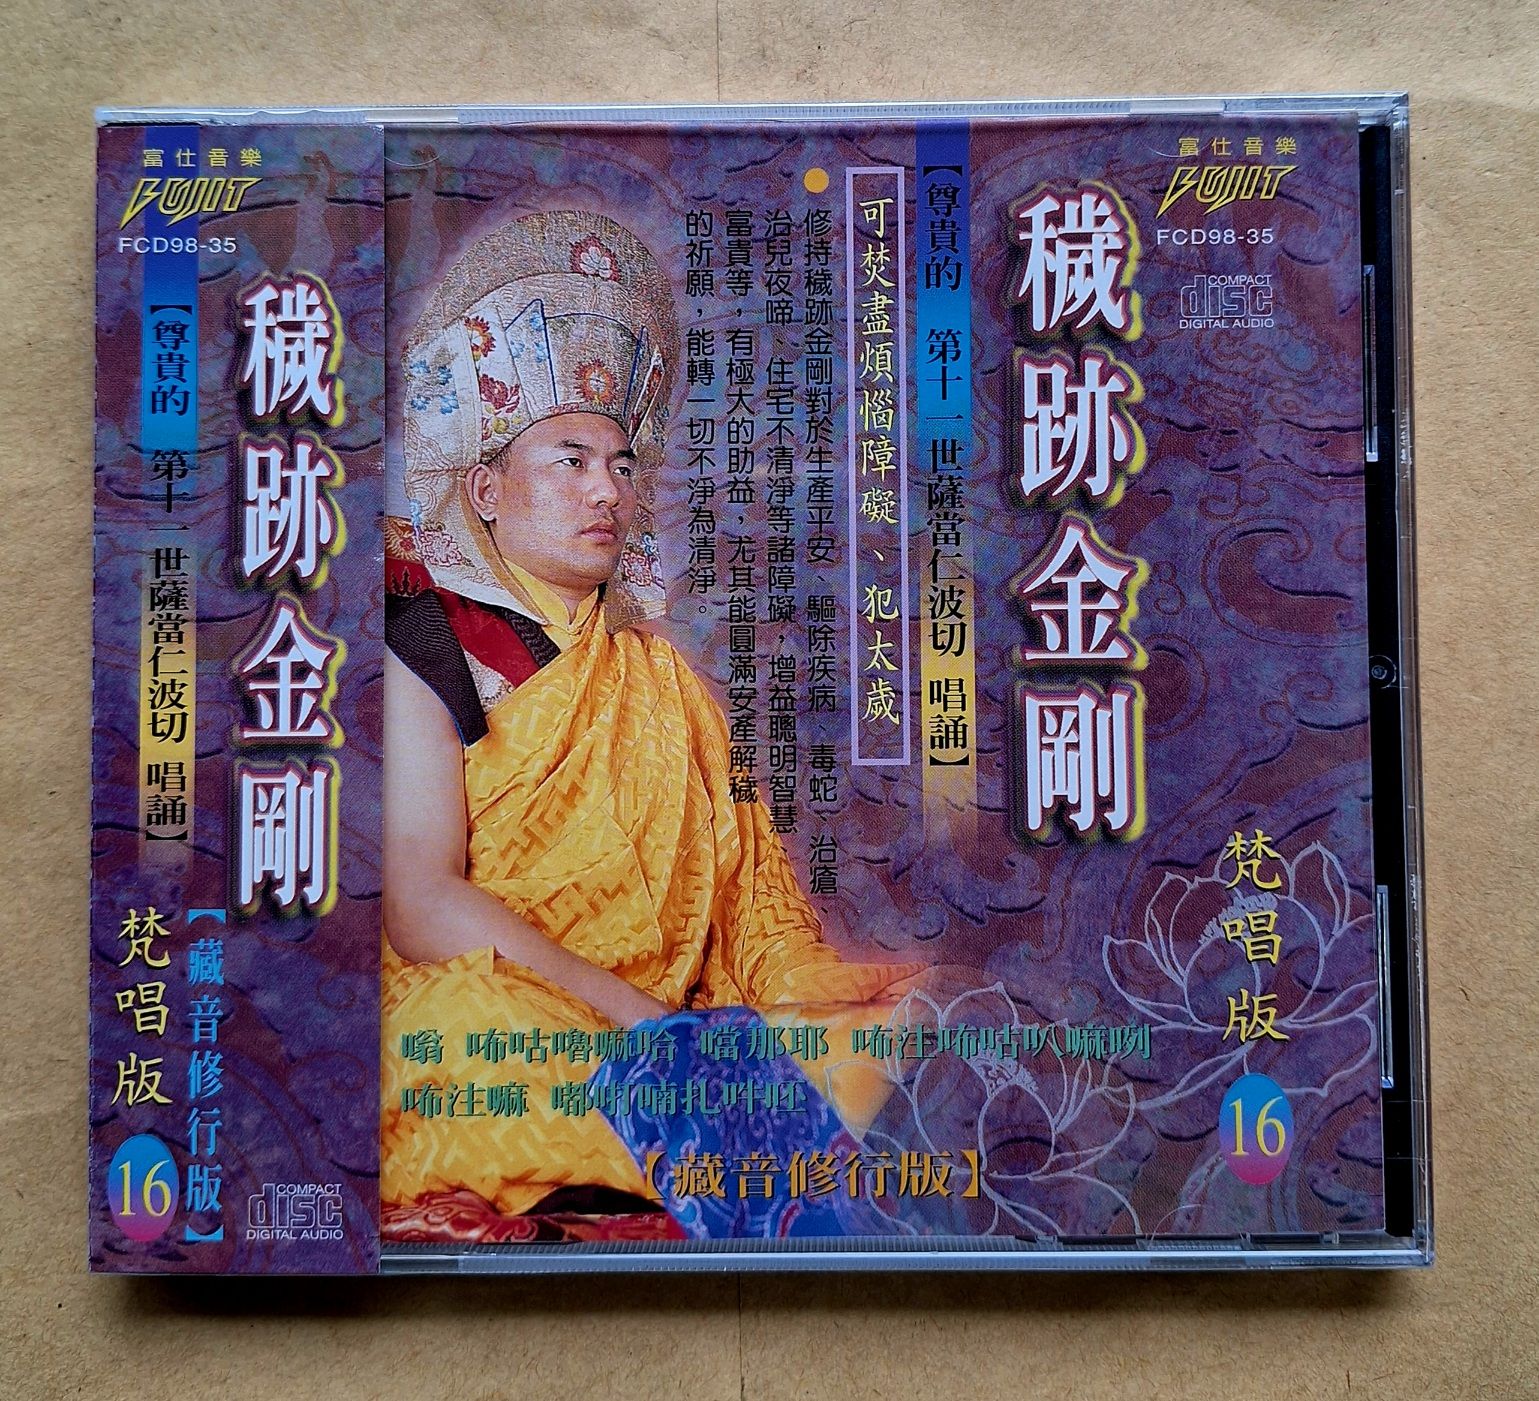 富仕音樂
FUJIT
FCD98-35
穢跡金剛
【尊貴的 第十一世薩當仁波切 唱誦】
【藏音修行版】
梵唱版
16
COMPACT
disc
DIGITAL AUDIO
富仕音樂
FUJIT
FCD98-35
COMPACT
disc
DIGITAL AUDIO
穢跡金剛
【尊貴的 第十一世薩當仁波切 唱誦】
可焚盡煩惱障礙、犯太歲
●修持穢跡金剛對於生產平安、驅除疾病、毒蛇、治瘡、
治兒夜啼、住宅不清淨等諸障礙，增益聰明智慧
富貴等，有極大的助益，尤其能圓滿安產解穢
的祈願，能轉一切不淨為清淨。
梵唱版
16
嗡 咘咕嚕嘛哈 噹那耶 咘注咘咕叭嘛咧
咘注嘛 嘟吖喃扎吽呸
【藏音修行版】